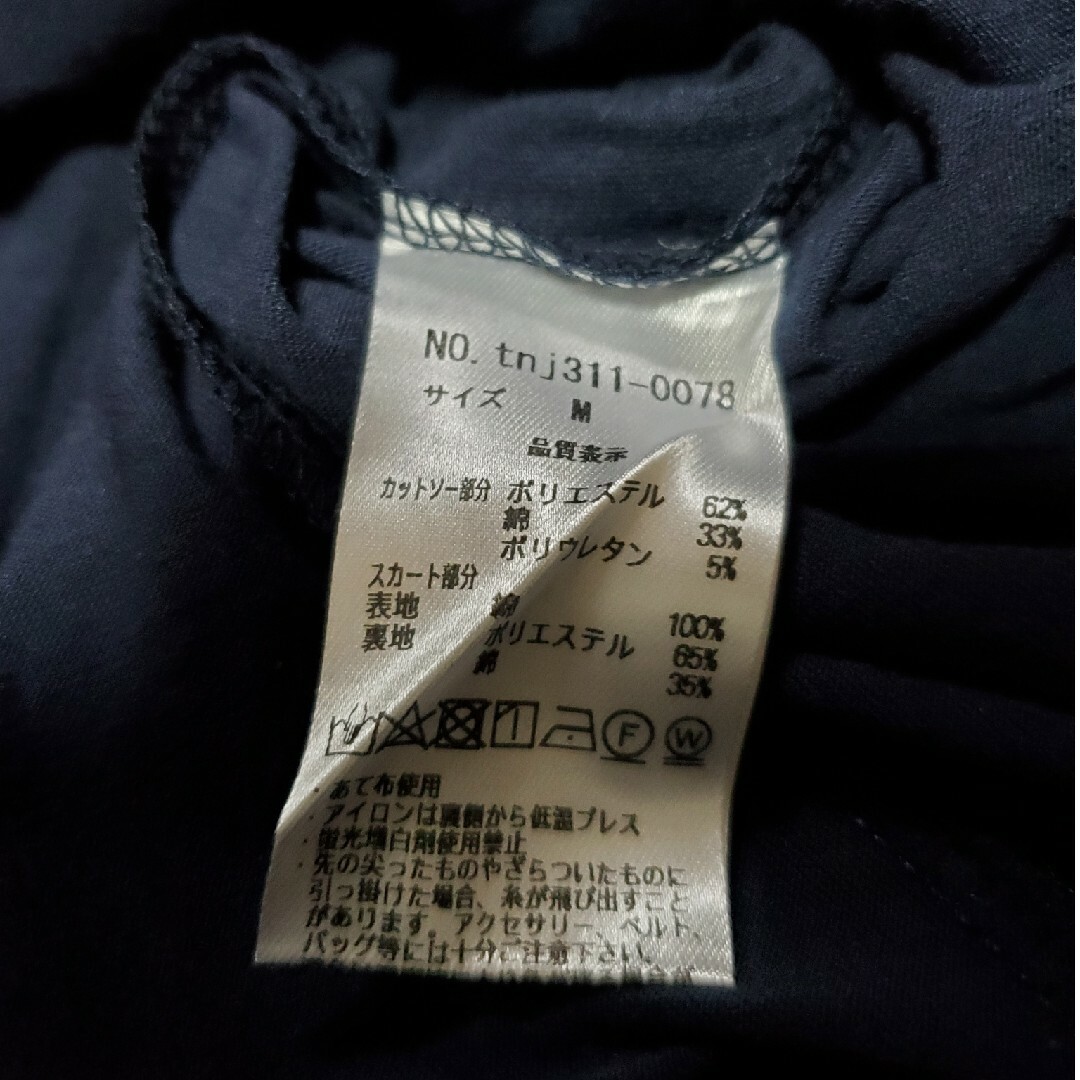 NO.tnj311-0078
サイズ M
品質表示
カットソー部分 ポリエステル 62%
綿 33%
ポリウレタン 5%
スカート部分
表地 綿 100%
裏地 ポリエステル 65%
綿 35%
F W
・あて布使用
・アイロンは裏側から低温プレス
・蛍光増白剤使用禁止
・先の尖ったものやざらついたものに
引っ掛けた場合、糸が飛び出すこと
があります。アクセサリー、ベルト、
バッグ等には十分ご注意下さい。